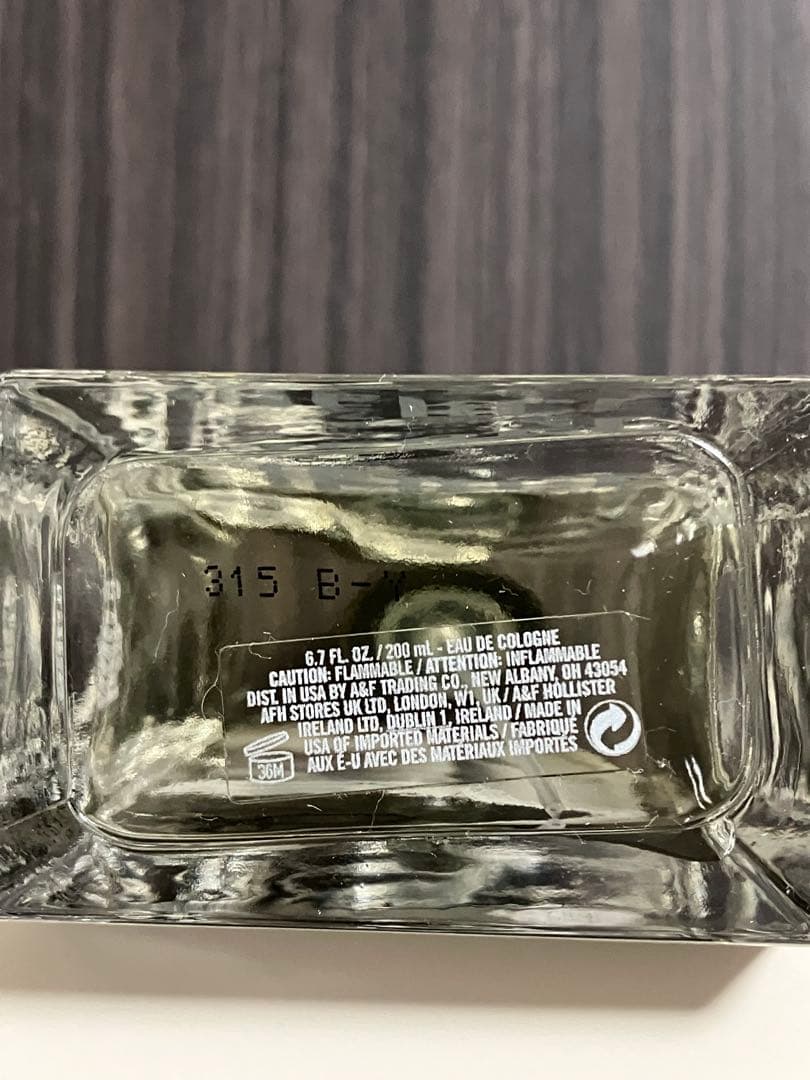 315 B-Y
6.7 FL. OZ. / 200 mL - EAU DE COLOGNE
CAUTION: FLAMMABLE / ATTENTION: INFLAMMABLE
DIST. IN USA BY A&F TRADING CO., NEW ALBANY, OH 43054
AFH STORES UK LTD, LONDON, W1, UK / A&F HOLLISTER
IRELAND LTD, DUBLIN 1, IRELAND / MADE IN
USA OF IMPORTED MATERIALS / FABRIQUÉ
AUX É-U AVEC DES MATERIAUX IMPORTÉS
36M